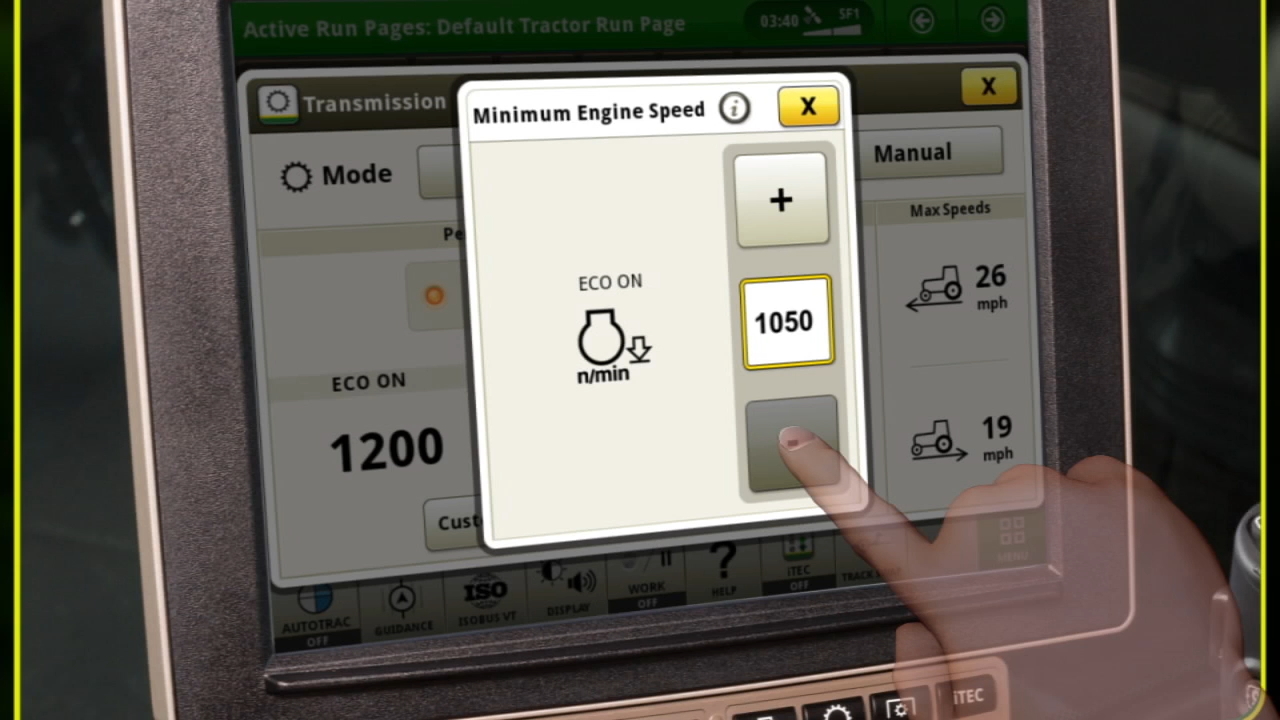 Active Run Pages: Default Tractor Run Page
03:40
SF1
Transmission
X
Minimum Engine Speed
i
X
Mode
Manual
+
Max Speeds
ECO ON
26
mph
n/min
1050
ECO ON
1200
-
19
mph
AUTOTRAC
OFF
GUIDANCE
ISO
ISOBUS VT
DISPLAY
WORK
OFF
?
HELP
iTEC
OFF
MENU
iTEC